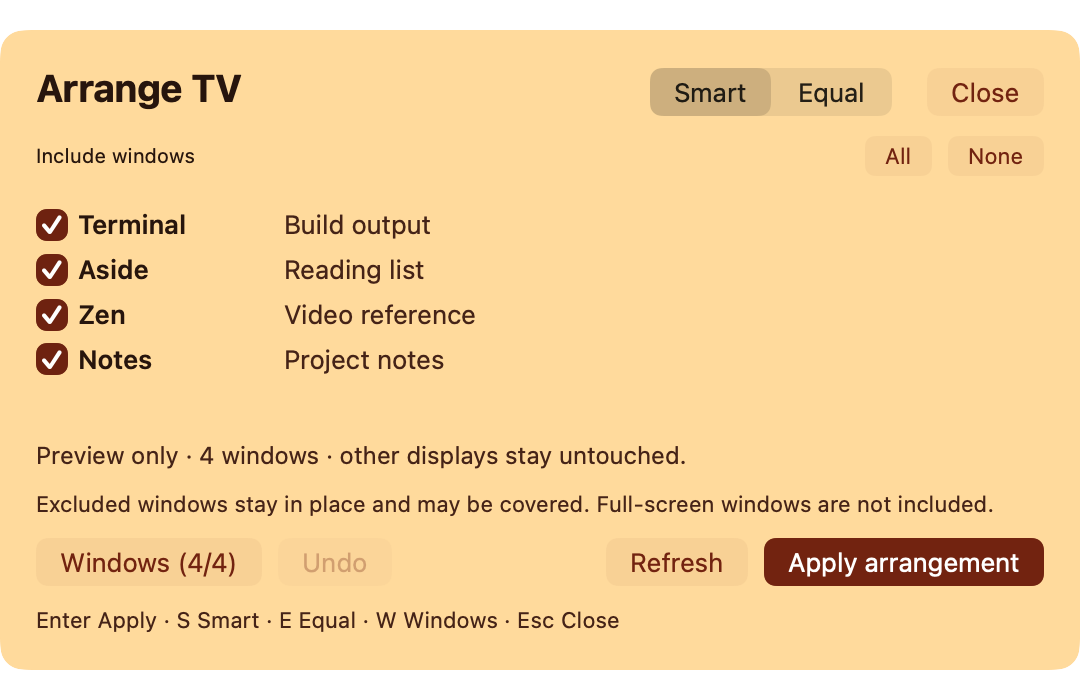 Arrange TV
Smart Equal Close
Include windows All None
Terminal Build output
Aside Reading list
Zen Video reference
Notes Project notes
Preview only · 4 windows · other displays stay untouched.
Excluded windows stay in place and may be covered. Full-screen windows are not included.
Windows (4/4) Undo Refresh Apply arrangement
Enter Apply · S Smart · E Equal · W Windows · Esc Close